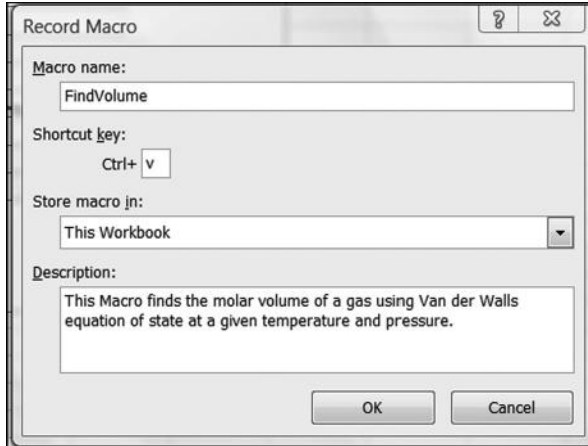 Record Macro
Macro name:
FindVolume
Shortcut key:
Ctrl+ v
Store macro in:
This Workbook
Description:
This Macro finds the molar volume of a gas using Van der Walls
equation of state at a given temperature and pressure.
OK Cancel